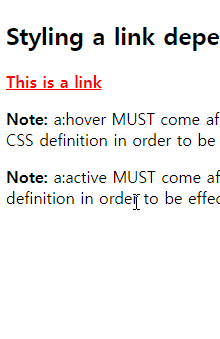 Styling a link depe
This is a link
Note: a:hover MUST come af
CSS definition in order to be
Note: a:active MUST come af
definition in order to be effec